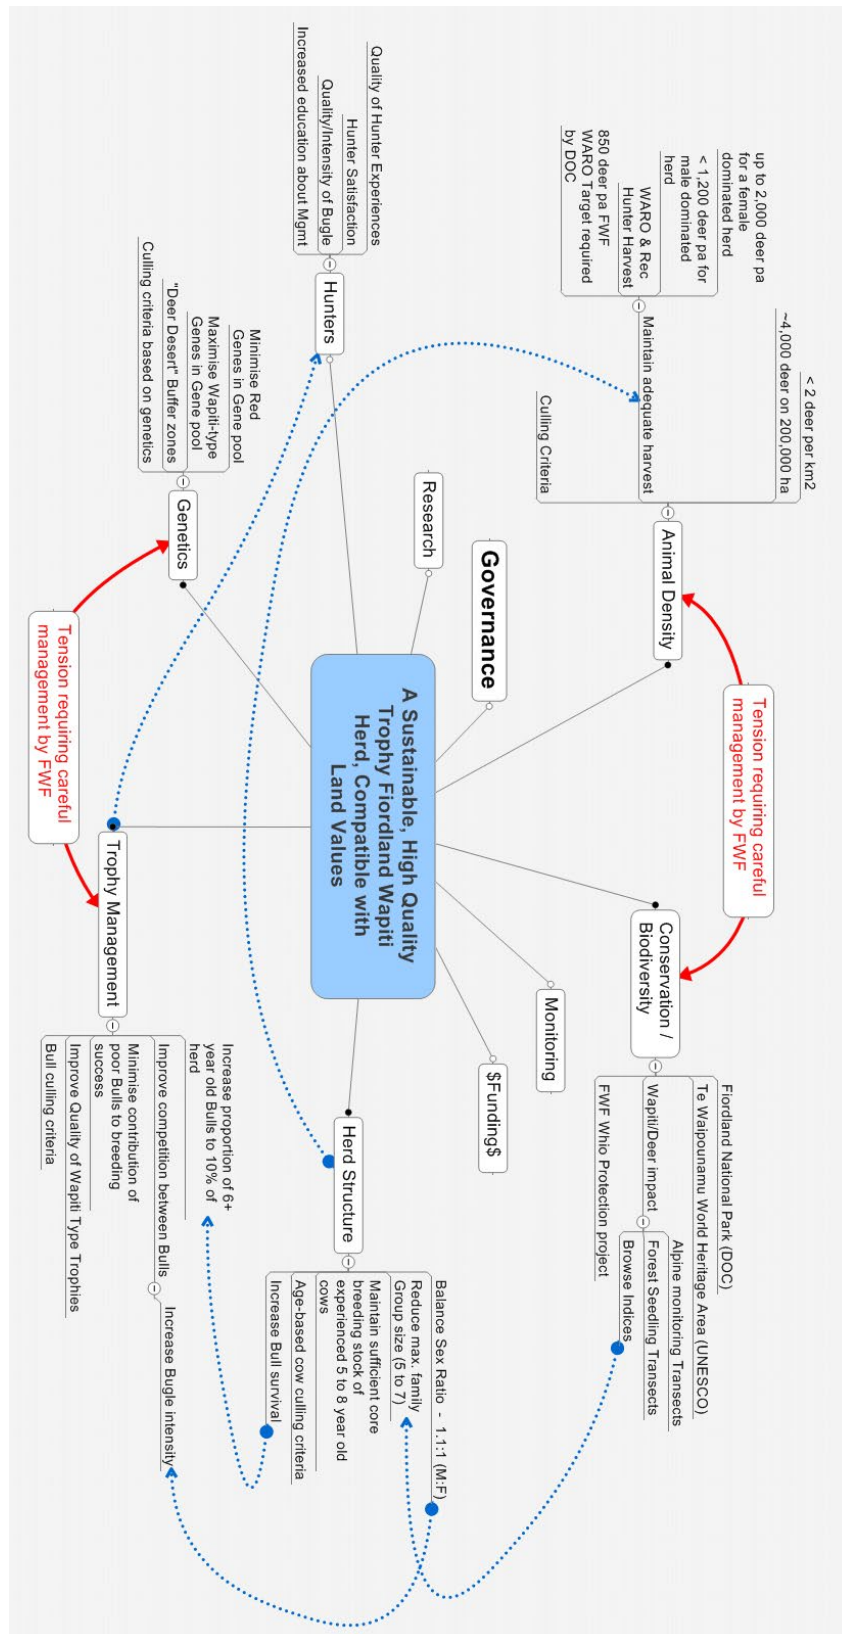 A Sustainable, High Quality
Trophy Fiordland Wapiti
Herd, Compatible with
Land Values
Governance
Research
Animal Density
< 2 deer per km2
~4,000 deer on 200,000 ha
Maintain adequate harvest
up to 2,000 deer pa
for a female
dominated herd
< 1,200 deer pa for
male dominated
herd
WARO & Rec
Hunter Harvest
850 deer pa FWF
WARO Target required
by DOC
Culling Criteria
Hunters
Quality of Hunter Experiences
Hunter Satisfaction
Quality/Intensity of Bugle
Increased education about Mgmt
Genetics
Minimise Red
Genes in Gene pool
Maximise Wapiti-type
Genes in Gene pool
"Deer Desert" Buffer zones
Culling criteria based on genetics
Tension requiring careful
management by FWF
Tension requiring careful
management by FWF
Conservation /
Biodiversity
Fiordland National Park (DOC)
Te Waipounamu World Heritage Area (UNESCO)
Wapiti/Deer impact
Alpine monitoring Transects
Forest Seedling Transects
Browse Indices
FWF Whio Protection project
Monitoring
$Funding$
Herd Structure
Balance Sex Ratio - 1.1:1 (M:F)
Reduce max. family
Group size (5 to 7)
Maintain sufficient core
breeding stock of
experienced 5 to 8 year old
cows
Age-based cow culling criteria
Increase Bull survival
Trophy Management
Increase proportion of 6+
year old Bulls to 10% of
herd
Improve competition between Bulls
Increase Bugle intensity
Minimise contribution of
poor Bulls to breeding
success
Improve Quality of Wapiti Type Trophies
Bull culling criteria